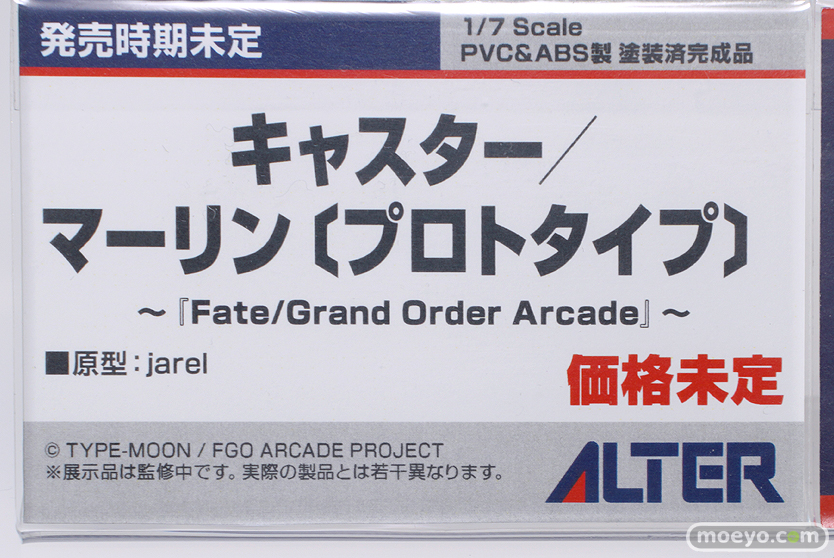 発売時期未定
1/7 Scale
PVC&ABS製 塗装済完成品
キャスター／
マーリン〔プロトタイプ〕
～『Fate/Grand Order Arcade』～
■原型：jarel
価格未定
© TYPE-MOON / FGO ARCADE PROJECT
※展示品は監修中です。実際の製品とは若干異なります。
ALTER
moeyo.com